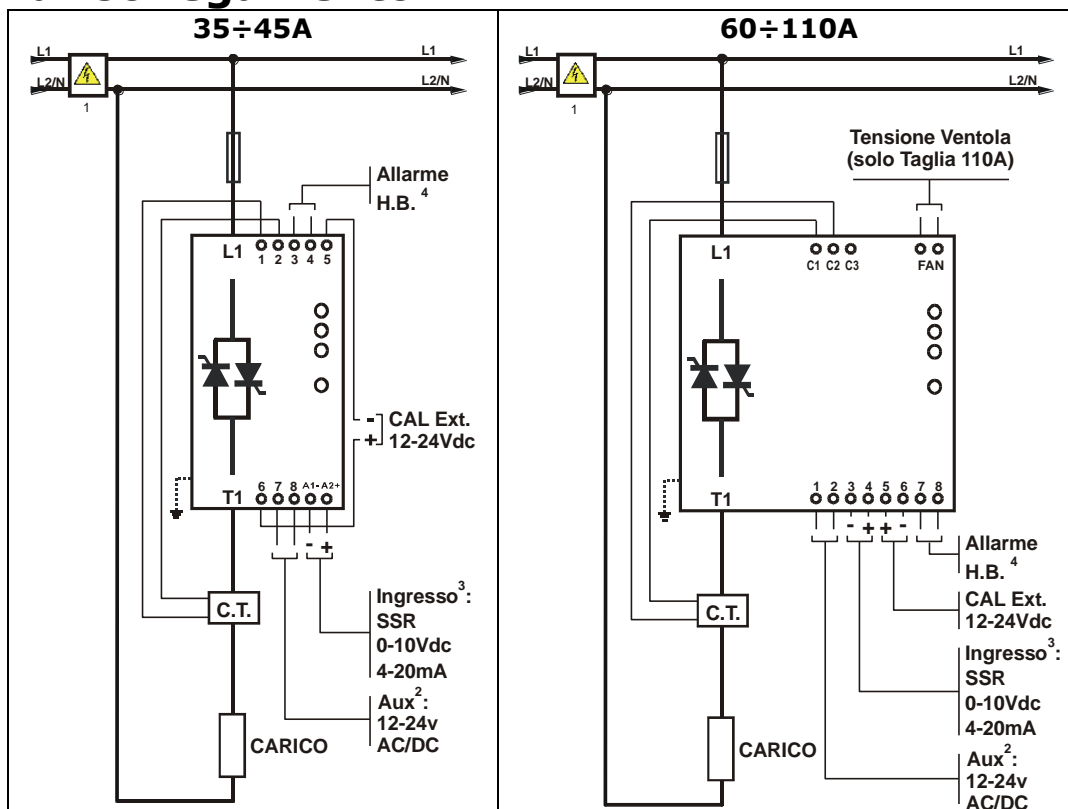 35÷45A
L1
L1
L2/N
L2/N
1
Allarme
H.B. 4
L1
1 2 3 4 5
CAL Ext.
12-24Vdc
-
+
T1
6 7 8 A1- A2+
- +
C.T.
Ingresso3:
SSR
0-10Vdc
4-20mA
Aux2:
12-24v
AC/DC
CARICO
60÷110A
L1
L1
L2/N
L2/N
1
Tensione Ventola
(solo Taglia 110A)
L1
C1 C2 C3
FAN
T1
1 2 3 4 5 6 7 8
- + + -
Allarme
H.B. 4
C.T.
CAL Ext.
12-24Vdc
Ingresso3:
SSR
0-10Vdc
4-20mA
CARICO
Aux2:
12-24v
AC/DC